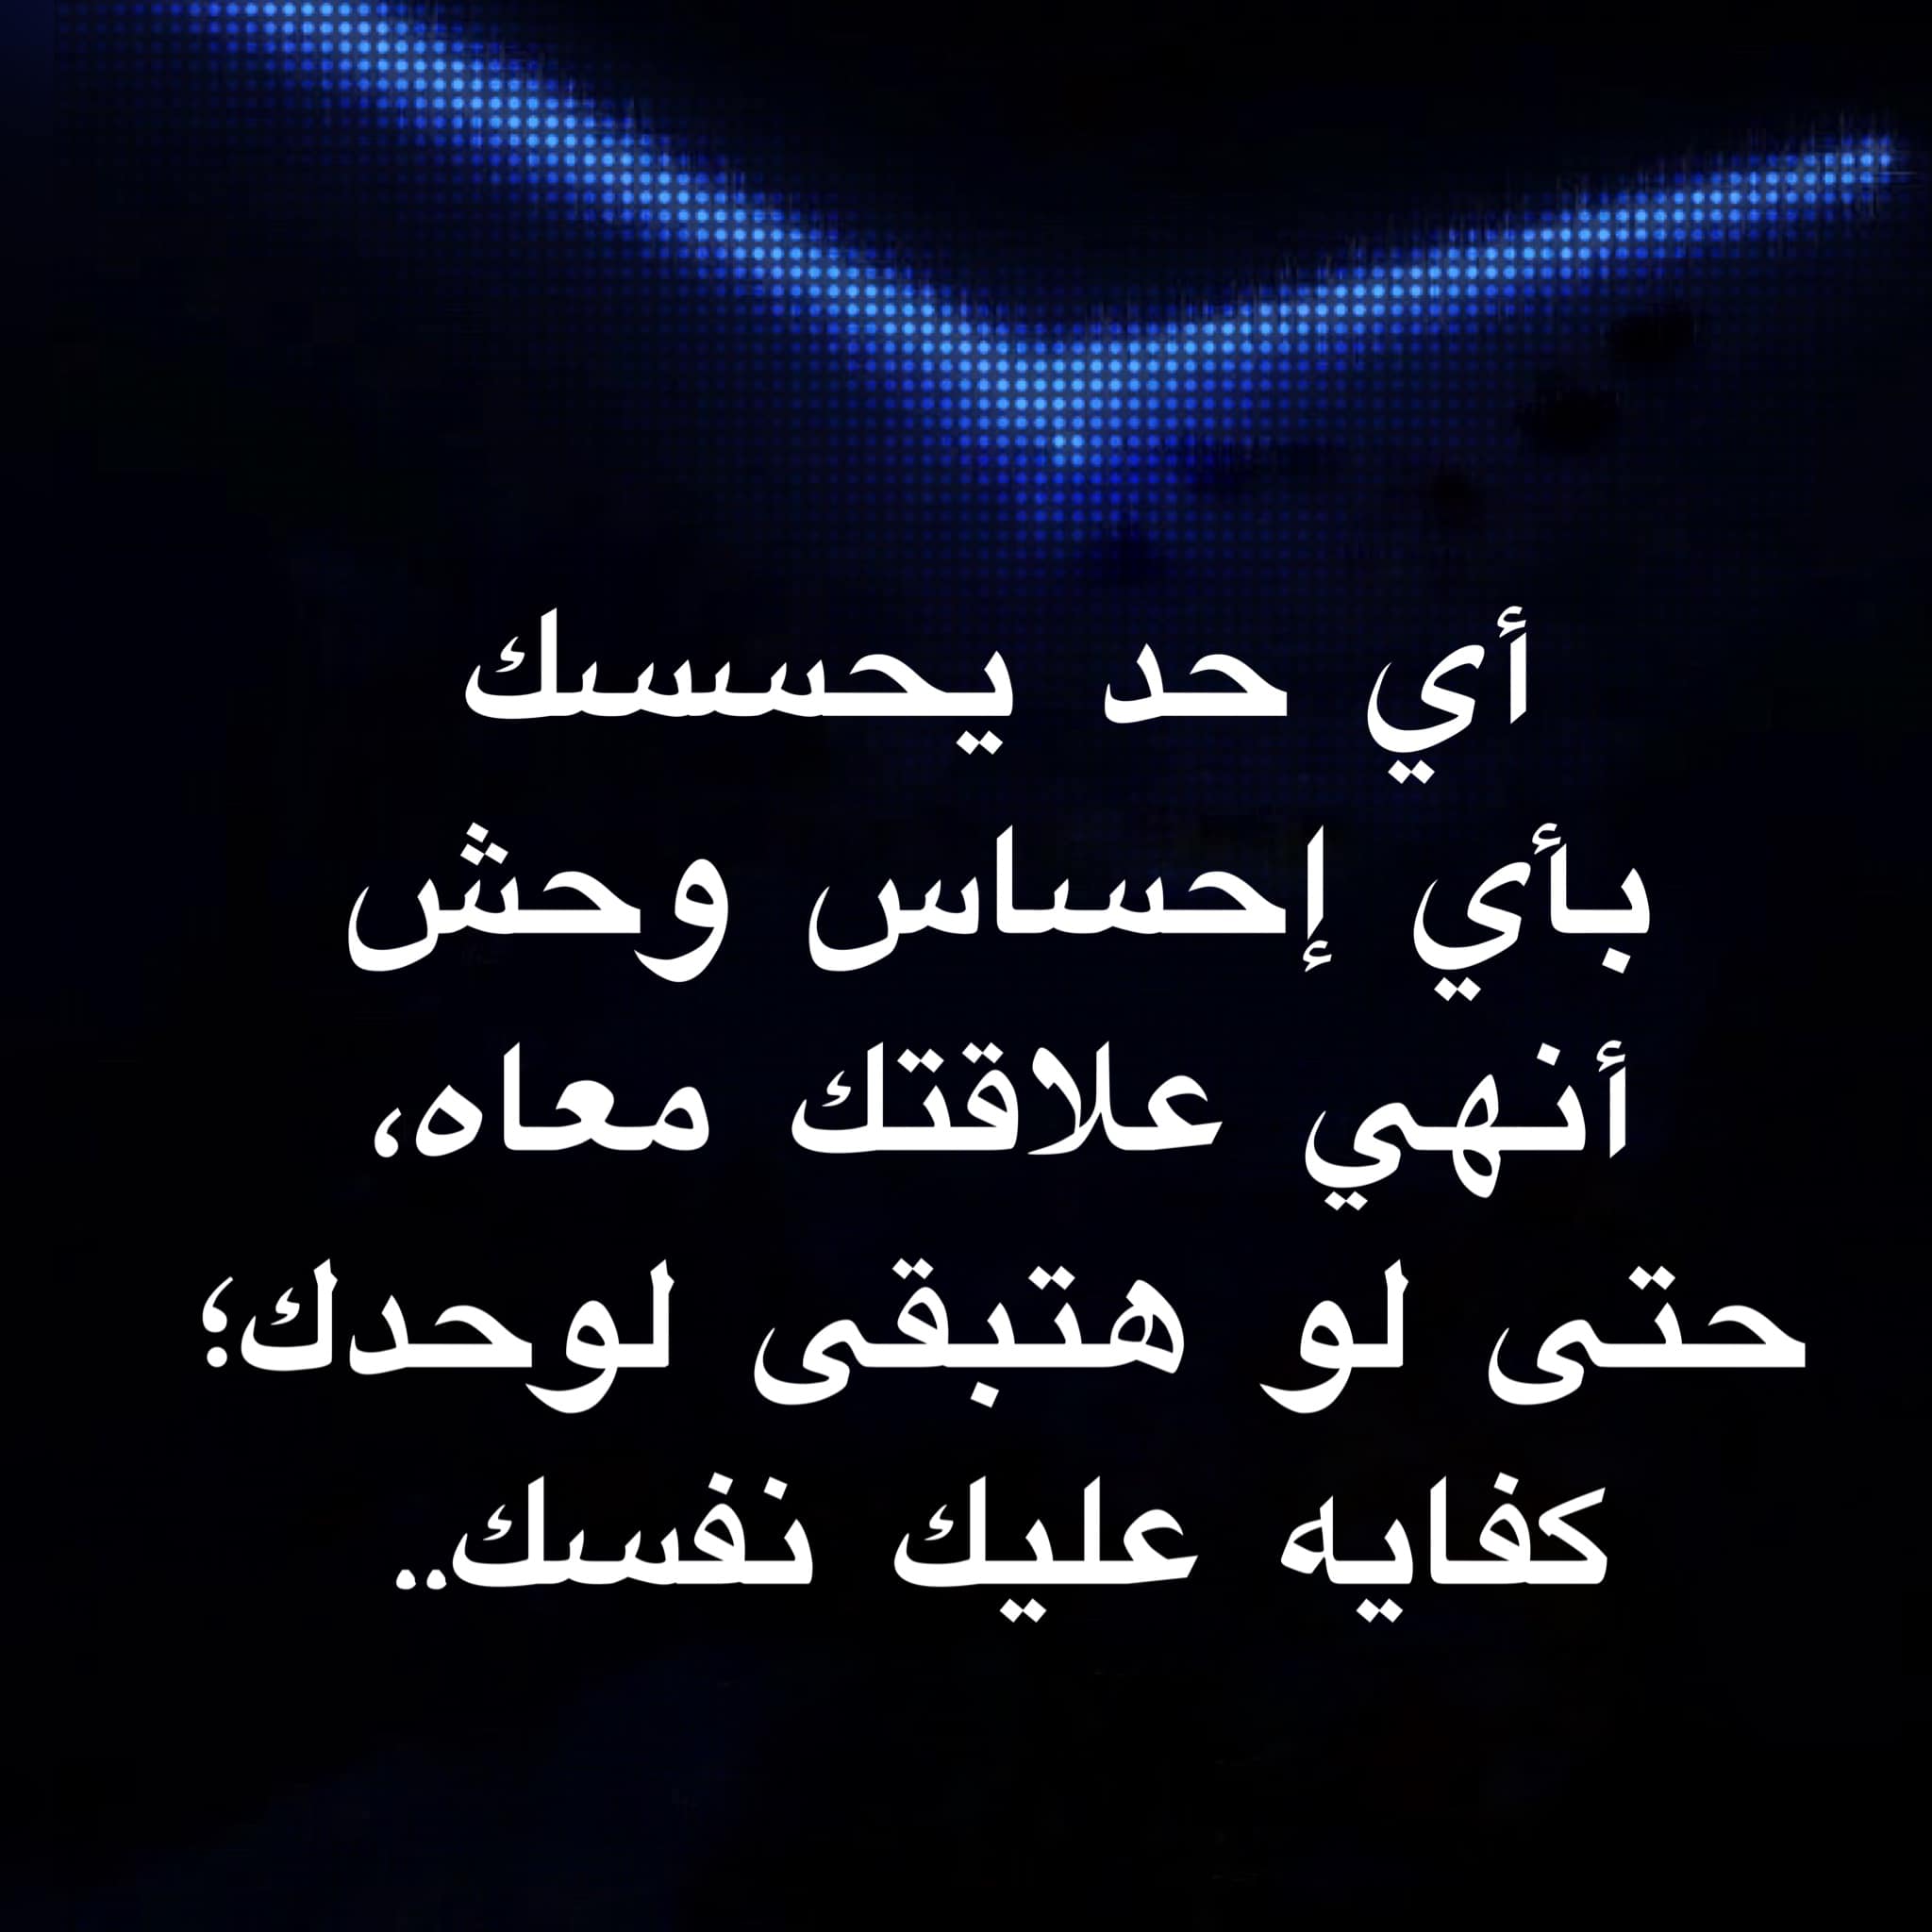 أي حد يحسسك
بأي إحساس وحش
أنهي علاقتك معاه،
حتى لو هتبقى لوحدك؛
كفايه عليك نفسك..